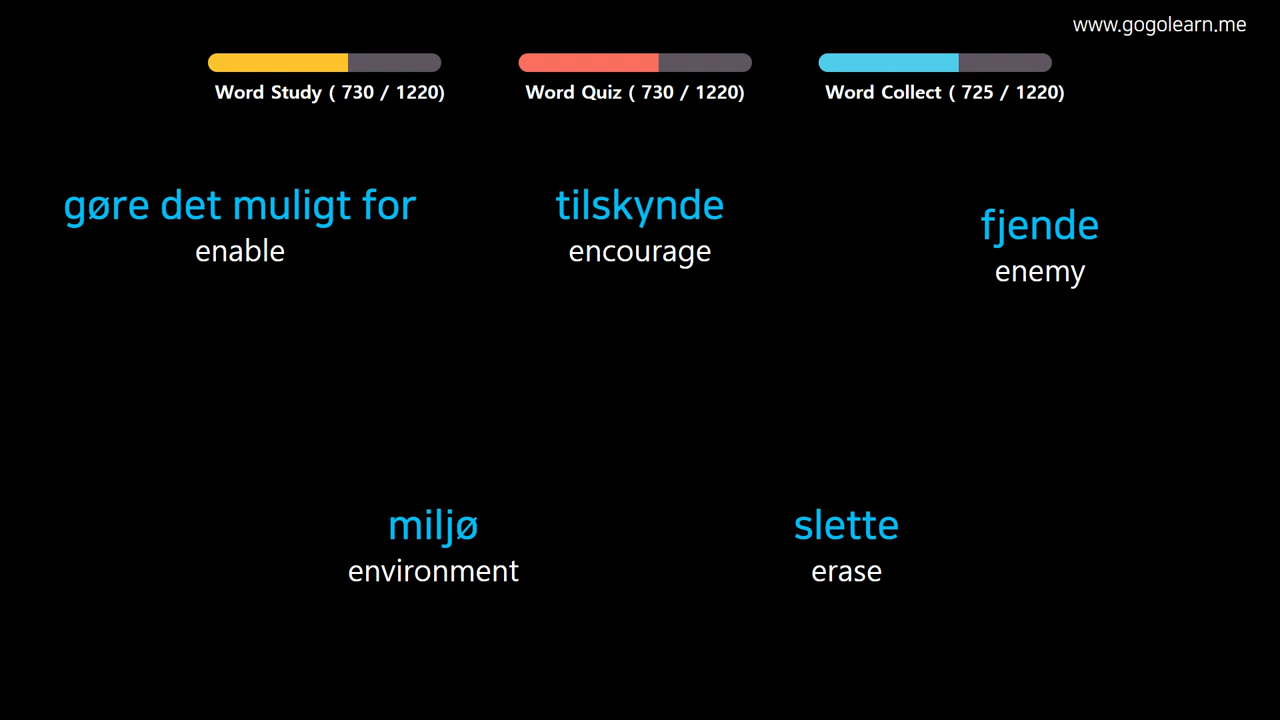 www.gogolearn.me
Word Study ( 730 / 1220)
Word Quiz ( 730 / 1220)
Word Collect ( 725 / 1220)
gøre det muligt for
enable
tilskynde
encourage
fjende
enemy
miljø
environment
slette
erase